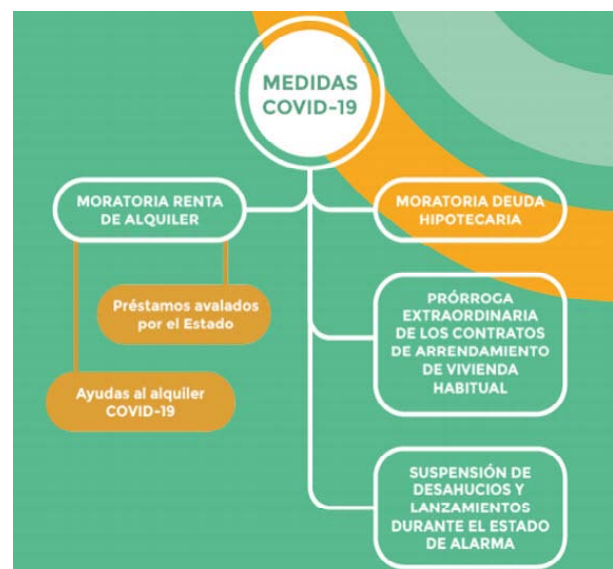 MEDIDAS
COVID-19
MORATORIA RENTA
DE ALQUILER
MORATORIA DEUDA
HIPOTECARIA
Préstamos avalados
por el Estado
PRÓRROGA
EXTRAORDINARIA
DE LOS CONTRATOS
DE ARRENDAMIENTO
DE VIVIENDA
HABITUAL
Ayudas al alquiler
COVID-19
SUSPENSIÓN DE
DESAHUCIOS Y
LANZAMIENTOS
DURANTE EL ESTADO
DE ALARMA